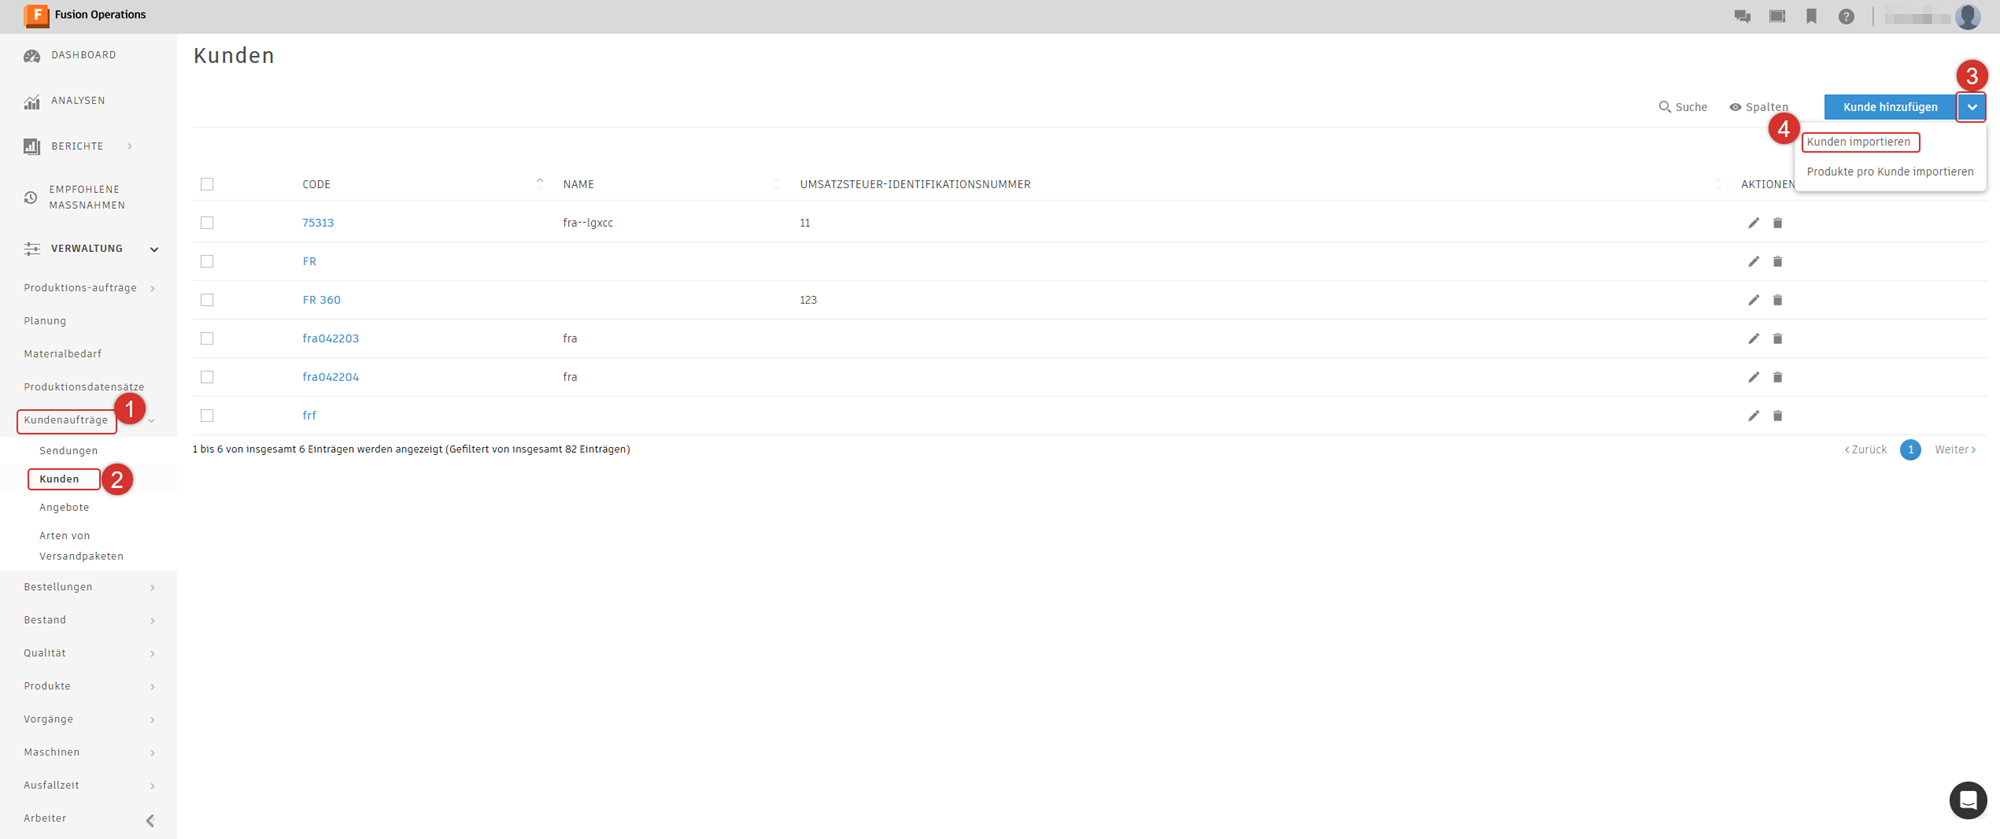 F Fusion Operations
DASHBOARD
ANALYSEN
BERICHTE
EMPFOHLENE
MASSNAHMEN
VERWALTUNG
Produktions-aufträge
Planung
Materialbedarf
Produktionsdatensätze
Kundenaufträge 1
Sendungen
Kunden 2
Angebote
Arten von
Versandpaketen
Bestellungen
Bestand
Qualität
Produkte
Vorgänge
Maschinen
Ausfallzeit
Arbeiter
Kunden
3
Suche Spalten Kunde hinzufügen
4
Kunden importieren
Produkte pro Kunde importieren
CODE NAME UMSATZSTEUER-IDENTIFIKATIONSNUMMER AKTIONEN
75313 fra--lgxcc 11
FR
FR 360 123
fra042203 fra
fra042204 fra
frf
1 bis 6 von insgesamt 6 Einträgen werden angezeigt (Gefiltert von insgesamt 82 Einträgen)
‹ Zurück 1 Weiter ›